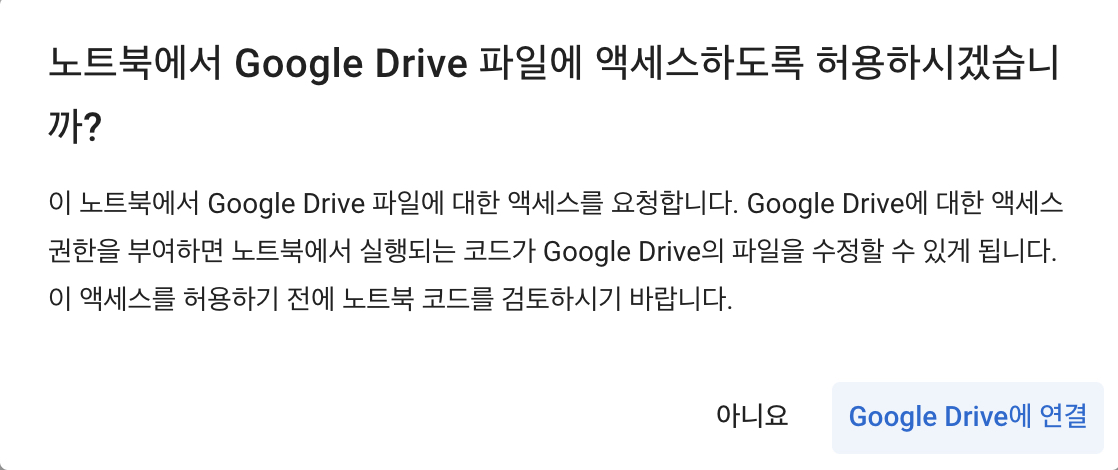 노트북에서 Google Drive 파일에 액세스하도록 허용하시겠습니
까?
이 노트북에서 Google Drive 파일에 대한 액세스를 요청합니다. Google Drive에 대한 액세스
권한을 부여하면 노트북에서 실행되는 코드가 Google Drive의 파일을 수정할 수 있게 됩니다.
이 액세스를 허용하기 전에 노트북 코드를 검토하시기 바랍니다.
아니요 Google Drive에 연결